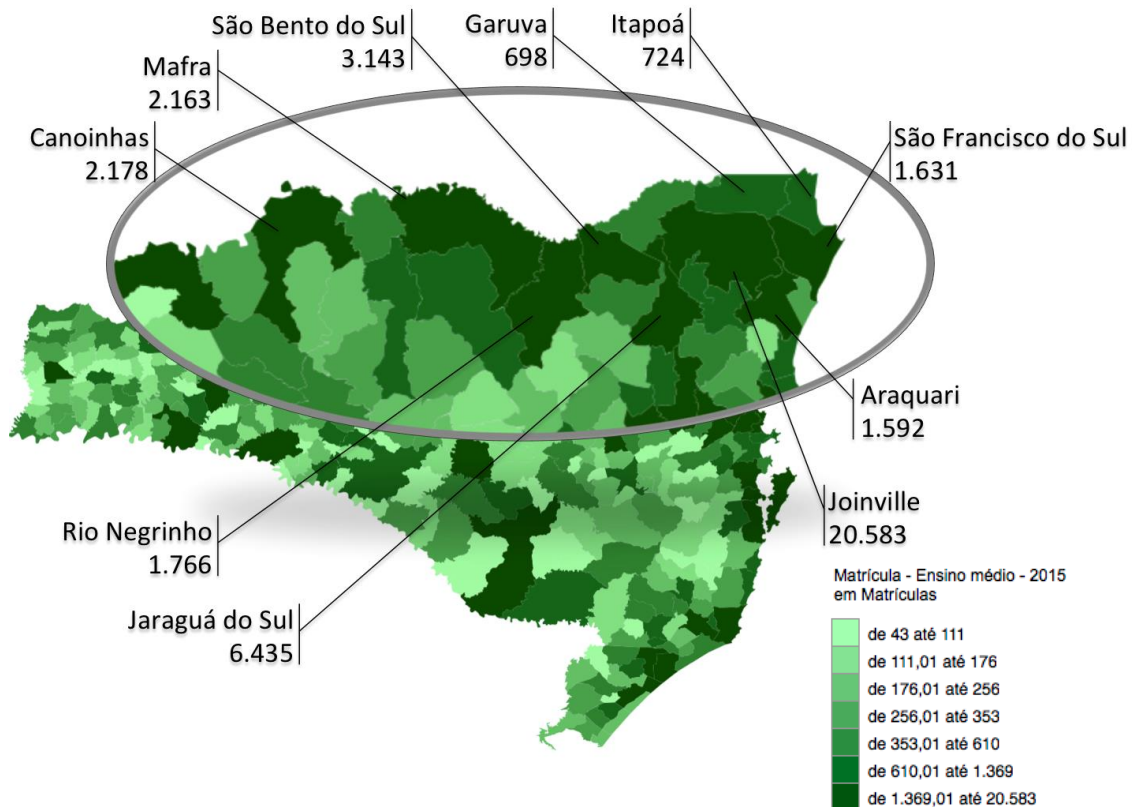 São Bento do Sul
3.143
Garuva
698
Itapoá
724
Mafra
2.163
Canoinhas
2.178
São Francisco do Sul
1.631
Araquari
1.592
Joinville
20.583
Rio Negrinho
1.766
Jaraguá do Sul
6.435
Matrícula - Ensino médio - 2015
em Matrículas
de 43 até 111
de 111,01 até 176
de 176,01 até 256
de 256,01 até 353
de 353,01 até 610
de 610,01 até 1.369
de 1.369,01 até 20.583